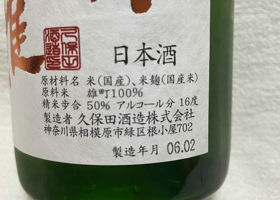 日本酒
原材料名 米(国産)、米麹(国産米)
原料米 雄町100%
精米歩合 50% アルコール分 16度
製造者 久保田酒造株式会社
神奈川県相模原市緑区根小屋702
製造年月 06.02